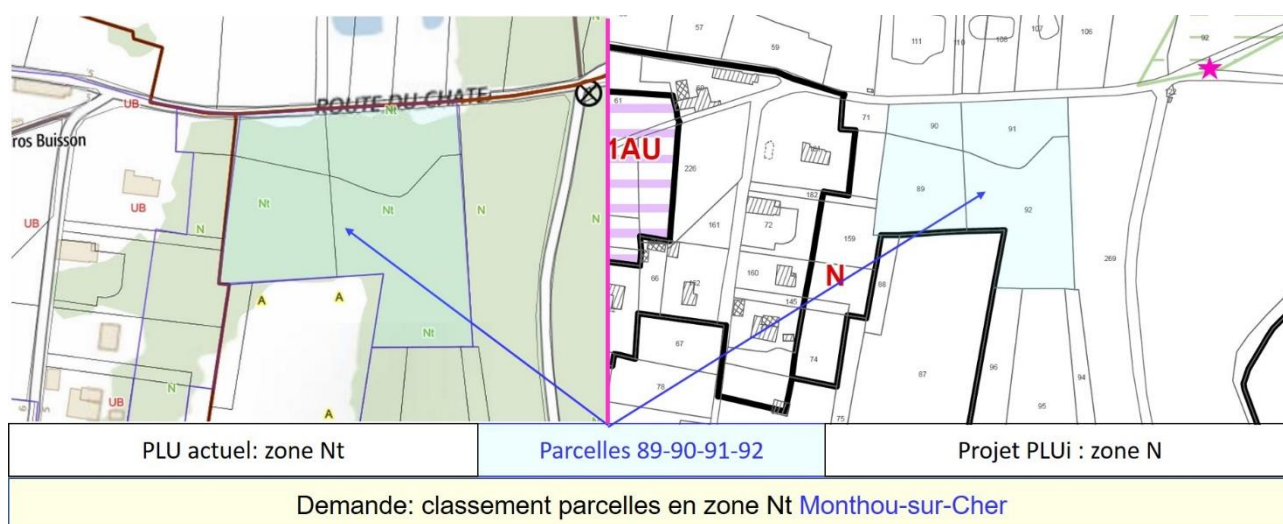 57
59
111
110
108
107
106
92
UB
ROUTE DU CHATE
Nt
N
ros Buisson
UB
UB
UB
N
Nt
Nt
N
A
A
Nt
N
A
UB
61
1AU
226
71
90
91
89
92
182
72
161
159
N
66
160
88
145
269
67
74
78
75
87
96
94
95
PLU actuel: zone Nt
Parcelles 89-90-91-92
Projet PLUi : zone N
Demande: classement parcelles en zone Nt Monthou-sur-Cher